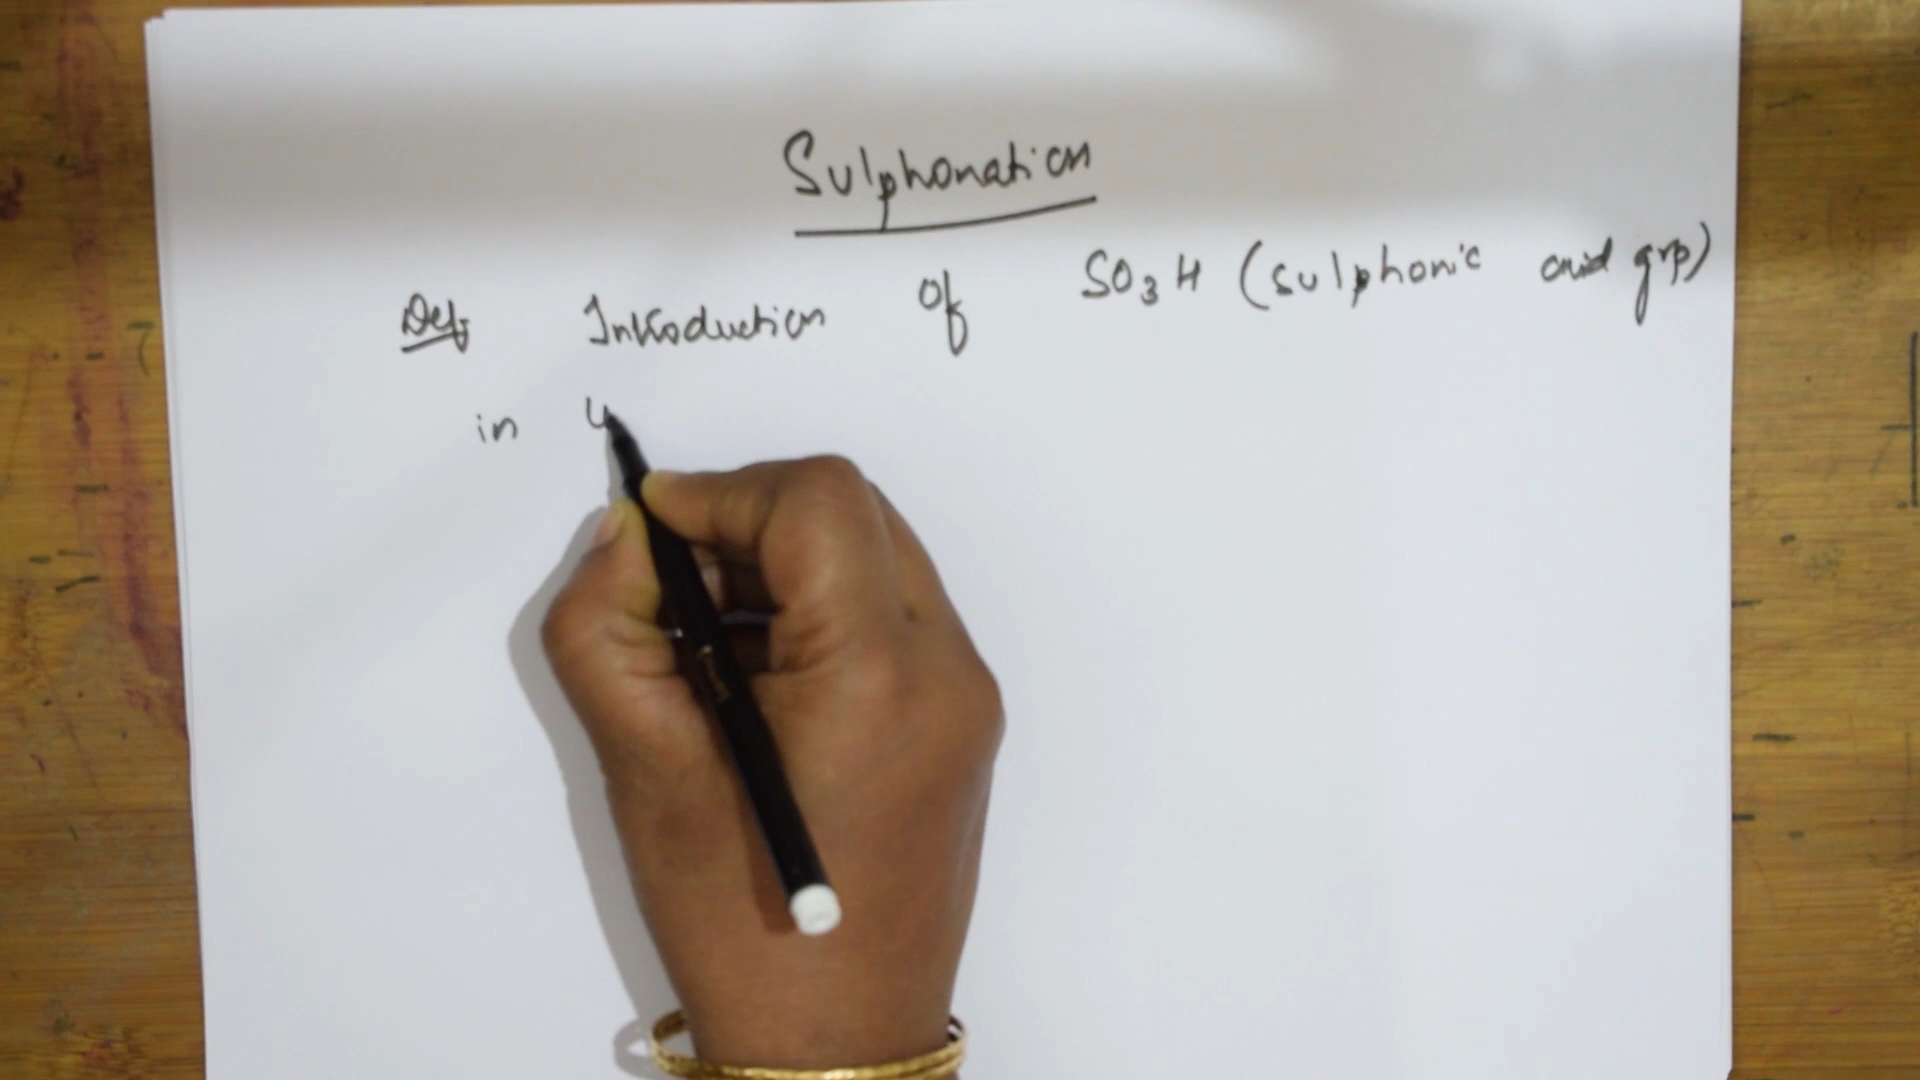 Sulphonation
Def Introduction of SO₃H (sulphonic acid grp)
in